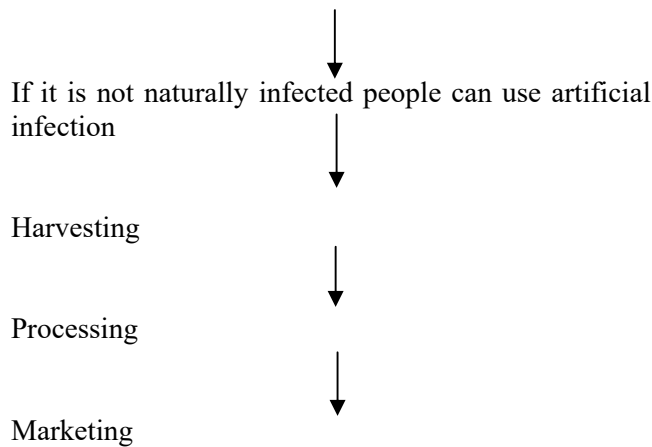 If it is not naturally infected people can use artificial
infection
Harvesting
Processing
Marketing